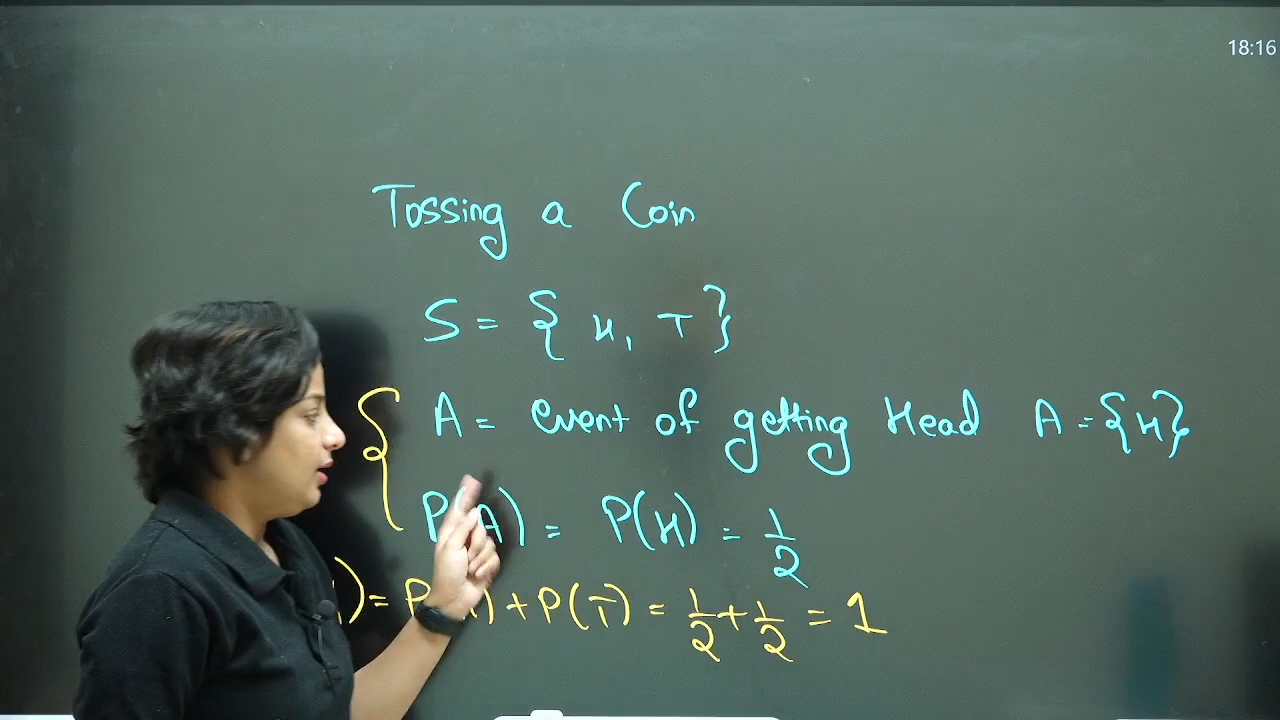 18:16
Tossing a Coin
S = { H, T }
A = event of getting Head A = {H}
P(A) = P(H) = 1/2
) = P( ) + P(T) = 1/2 + 1/2 = 1